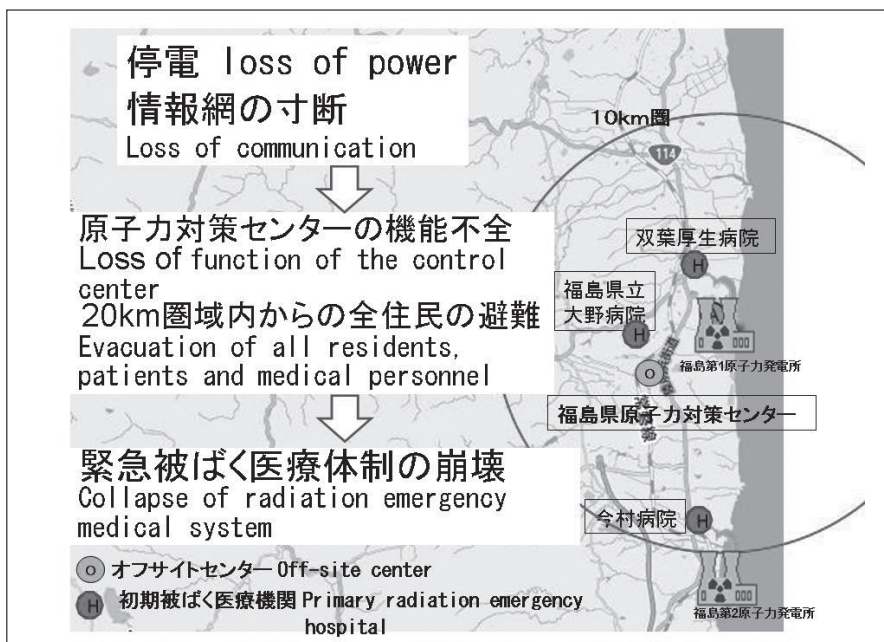 停電 loss of power
情報網の寸断
Loss of communication
原子力対策センターの機能不全
Loss of function of the control
center
20km圏域内からの全住民の避難
Evacuation of all residents,
patients and medical personnel
緊急被ばく医療体制の崩壊
Collapse of radiation emergency
medical system
O オフサイトセンター Off-site center
H 初期被ばく医療機関 Primary radiation emergency
hospital
10km圏
114
双葉厚生病院
H
福島県立
大野病院
H
福島第1原子力発電所
O
福島県原子力対策センター
今村病院
H
福島第2原子力発電所